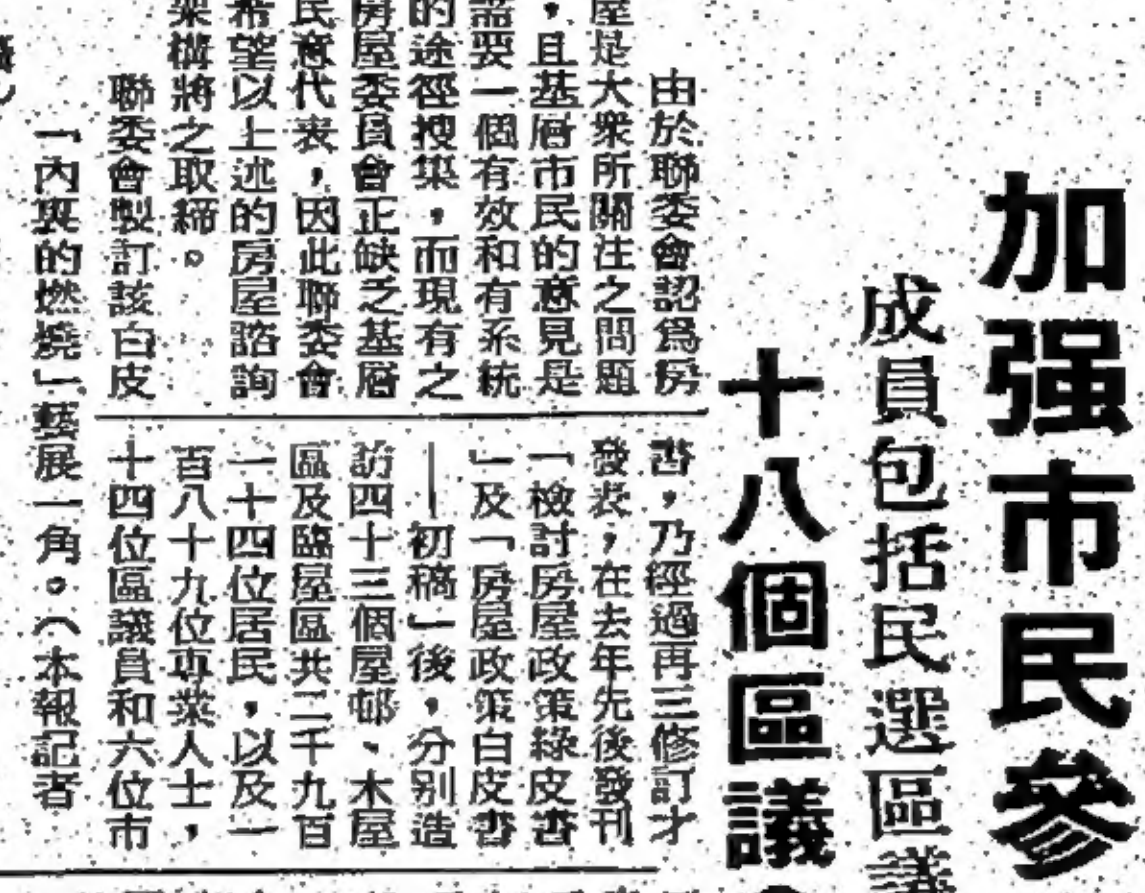 加强市民參
成員包括民選區議
十八個區議
由於聯委會認爲房
屋是大衆所關注之問題
，且基層市民的意見是
需要一個有效和有系統
的途徑搜集，而現有之
房屋委員會正缺乏基層
民意代表，因此聯委會
希望以上述的房屋諮詢
架構將之取締。
聯委會製訂該白皮
書，乃經過再三修訂才
發表，在去年先後發刊
「檢討房屋政策綠皮書
」及「房屋政策白皮書
——初稿」後，分别造
訪四十三個屋邨、木屋
區及臨屋區共二千九百
一十四位居民，以及一
百八十九位專業人士，
十四位區議員和六位市
「內裏的燃燒」藝展一角。（本報記者